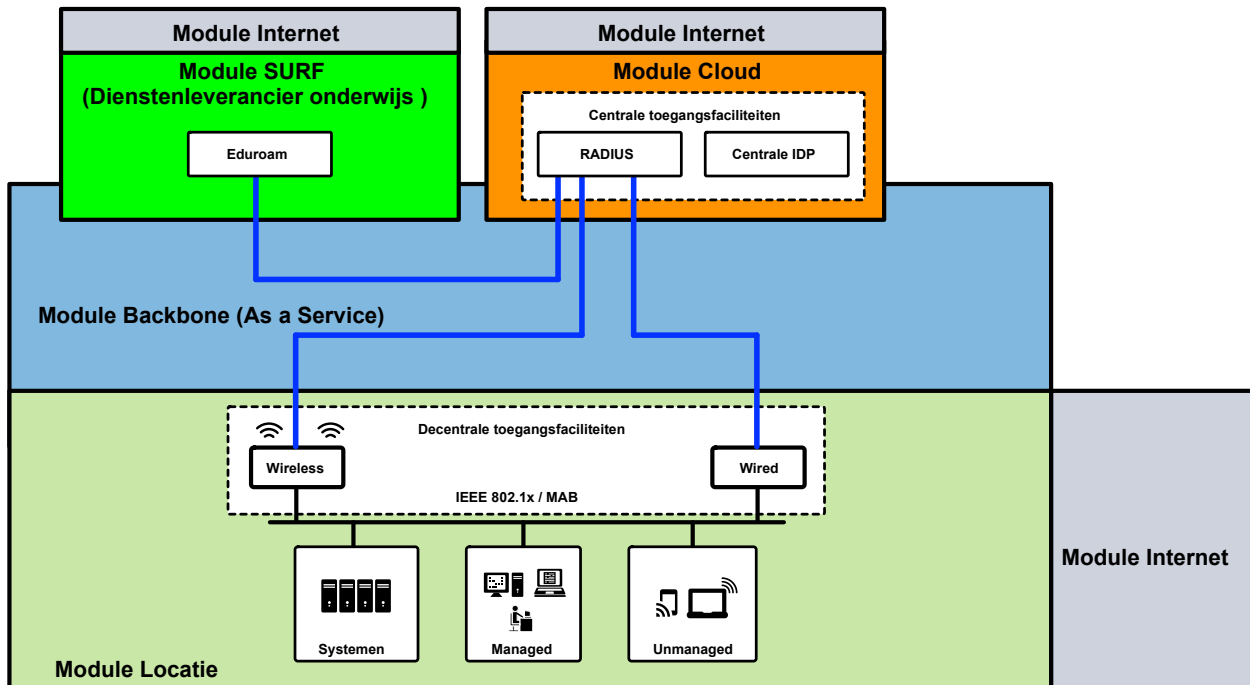 Module Internet
Module Internet
Module SURF
(Dienstenleverancier onderwijs )
Module Cloud
Centrale toegangsfaciliteiten
Eduroam
RADIUS
Centrale IDP
Module Backbone (As a Service)
Decentrale toegangsfaciliteiten
Wireless
Wired
IEEE 802.1x / MAB
Module Internet
Systemen
Managed
Unmanaged
Module Locatie